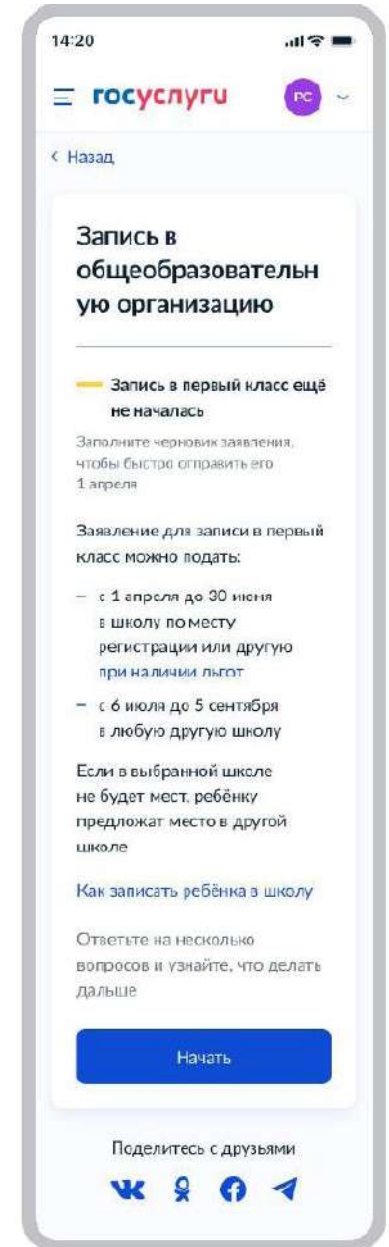 14:20
госуслуги
РС
Назад
Запись в
общеобразовательн
ую организацию
Запись в первый класс ещё
не началась
Заполните черновик заявления,
чтобы быстро отправить его
1 апреля
Заявление для записи в первый
класс можно подать:
– с 1 апреля до 30 июня
в школу по месту
регистрации или другую
при наличии льгот
– с 6 июля до 5 сентября
в любую другую школу
Если в выбранной школе
не будет мест, ребёнку
предложат место в другой
школе
Как записать ребёнка в школу
Ответьте на несколько
вопросов и узнайте, что делать
дальше
Начать
Поделитесь с друзьями